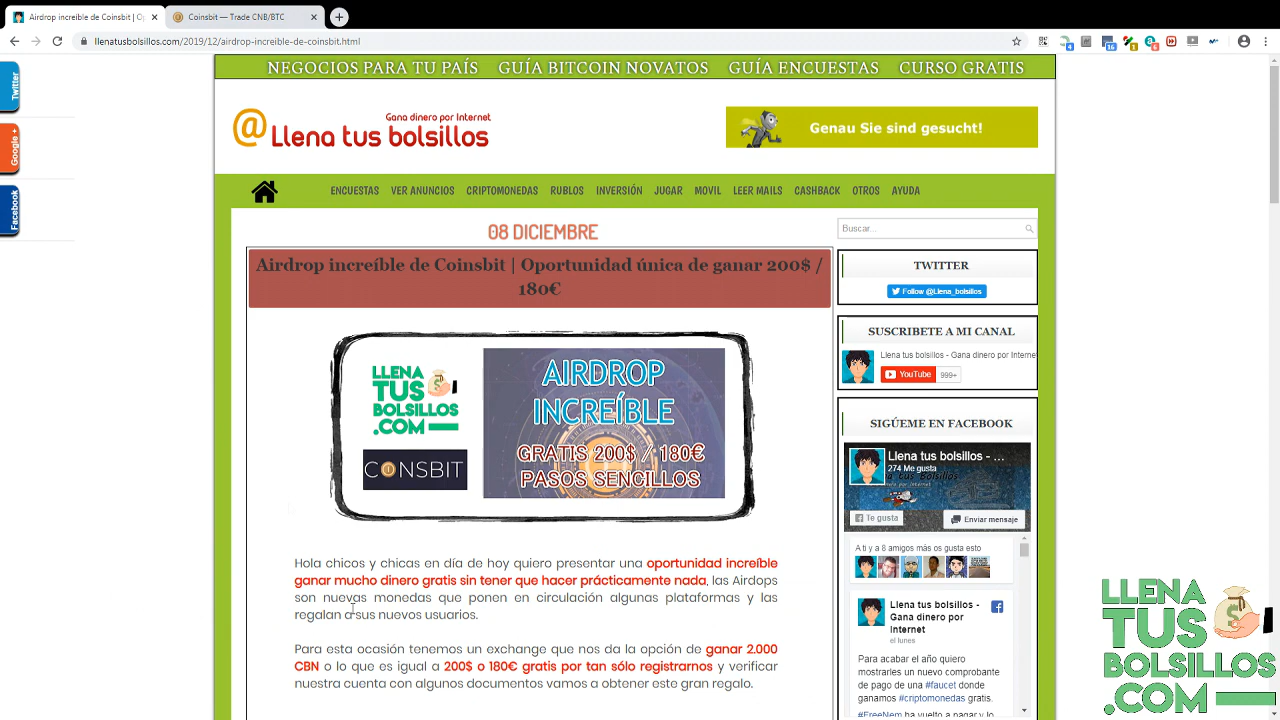 Airdrop increíble de Coinsbit | Op
Coinsbit — Trade CNB/BTC
llenatusbolsillos.com/2019/12/airdrop-increible-de-coinsbit.html
NEGOCIOS PARA TU PAÍS GUÍA BITCOIN NOVATOS GUÍA ENCUESTAS CURSO GRATIS
Twitter
Google +
Facebook
Gana dinero por Internet
@Llena tus bolsillos
Genau Sie sind gesucht!
ENCUESTAS VER ANUNCIOS CRIPTOMONEDAS RUBLOS INVERSIÓN JUGAR MOVIL LEER MAILS CASHBACK OTROS AYUDA
08 DICIEMBRE
Airdrop increíble de Coinsbit | Oportunidad única de ganar 200$ /
180€
LLENA
TUS
BOLSILLOS
.COM
COINSBIT
AIRDROP
INCREÍBLE
GRATIS 200$ / 180€
PASOS SENCILLOS
Hola chicos y chicas en día de hoy quiero presentar una oportunidad increíble
ganar mucho dinero gratis sin tener que hacer prácticamente nada, las Airdops
son nuevas monedas que ponen en circulación algunas plataformas y las
regalan a sus nuevos usuarios.
Para esta ocasión tenemos un exchange que nos da la opción de ganar 2.000
CBN o lo que es igual a 200$ o 180€ gratis por tan sólo registrarnos y verificar
nuestra cuenta con algunos documentos vamos a obtener este gran regalo.
Buscar...
TWITTER
Follow @Llena_bolsillos
SUSCRIBETE A MI CANAL
Llena tus bolsillos - Gana dinero por Interne
YouTube 999+
SIGÚEME EN FACEBOOK
Llena tus bolsillos - ...
274 Me gusta
Te gusta
Enviar mensaje
A ti y a 8 amigos más os gusta esto
Llena tus bolsillos -
Gana dinero por
Internet
el lunes
Para acabar el año quiero
mostrarles un nuevo comprobante
de pago de una #faucet donde
ganamos #criptomonedas gratis.
#FreeNem ha vuelto a pagar y lo
LLENA
TUS
BOLSILLOS
.COM